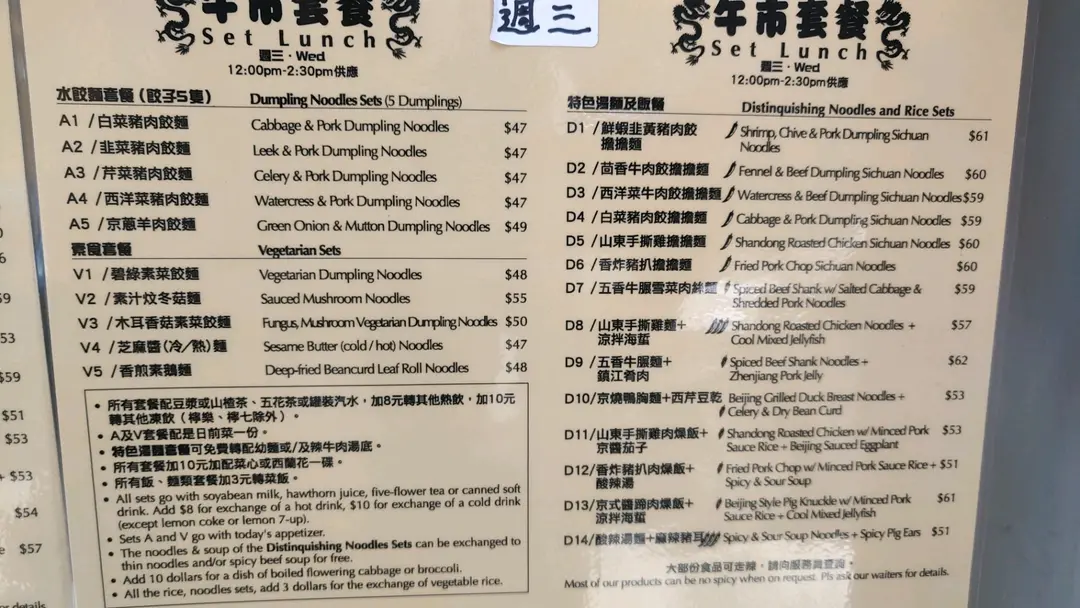 週三
午市套餐
Set Lunch
週三·Wed
12:00pm-2:30pm供應
水餃麵套餐 (餃子5隻) Dumpling Noodles Sets (5 Dumplings)
A1 /白菜豬肉餃麵 Cabbage & Pork Dumpling Noodles $47
A2 /韭菜豬肉餃麵 Leek & Pork Dumpling Noodles $47
A3 /芹菜豬肉餃麵 Celery & Pork Dumpling Noodles $47
A4 /西洋菜豬肉餃麵 Watercress & Pork Dumpling Noodles $47
A5 /京蔥羊肉餃麵 Green Onion & Mutton Dumpling Noodles $49
素食套餐 Vegetarian Sets
V1 /碧綠素菜餃麵 Vegetarian Dumpling Noodles $48
V2 /素汁炆冬菇麵 Sauced Mushroom Noodles $55
V3 /木耳香菇素菜餃麵 Fungus, Mushroom Vegetarian Dumpling Noodles $50
V4 /芝麻醬(冷/熱)麵 Sesame Butter (cold / hot) Noodles $47
V5 /香煎素鵝麵 Deep-fried Beancurd Leaf Roll Noodles $48
• 所有套餐配豆漿或山楂茶、五花茶或罐裝汽水，加8元轉其他熱飲，加10元
轉其他凍飲（檸樂、檸七除外）。
• A及V套餐配是日前菜一份。
• 特色湯麵套餐可免費轉配幼麵或/及辣牛肉湯底。
• 所有套餐加10元加配菜心或西蘭花一碟。
• 所有飯、麵類套餐加3元轉菜飯。
• All sets go with soyabean milk, hawthorn juice, five-flower tea or canned soft
drink. Add $8 for exchange of a hot drink, $10 for exchange of a cold drink
(except lemon coke or lemon 7-up).
• Sets A and V go with today's appetizer.
• The noodles & soup of the Distinquishing Noodles Sets can be exchanged to
thin noodles and/or spicy beef soup for free.
• Add 10 dollars for a dish of boiled flowering cabbage or broccoli.
• All the rice, noodles sets, add 3 dollars for the exchange of vegetable rice.
午市套餐
Set Lunch
週三·Wed
12:00pm-2:30pm供應
特色湯麵及飯餐 Distinquishing Noodles and Rice Sets
D1 /鮮蝦韭黃豬肉餃 Shrimp, Chive & Pork Dumpling Sichuan $61
擔擔麵 Noodles
D2 /茴香牛肉餃擔擔麵 Fennel & Beef Dumpling Sichuan Noodles $60
D3 /西洋菜牛肉餃擔擔麵 Watercress & Beef Dumpling Sichuan Noodles $59
D4 /白菜豬肉餃擔擔麵 Cabbage & Pork Dumpling Sichuan Noodles $59
D5 /山東手撕雞擔擔麵 Shandong Roasted Chicken Sichuan Noodles $60
D6 /香炸豬扒擔擔麵 Fried Pork Chop Sichuan Noodles $60
D7 /五香牛𦟌雪菜肉絲麵 Spiced Beef Shank w/ Salted Cabbage & $59
Shredded Pork Noodles
D8 /山東手撕雞麵+ Shandong Roasted Chicken Noodles + $57
涼拌海蜇 Cool Mixed Jellyfish
D9 /五香牛𦟌麵+ Spiced Beef Shank Noodles + $62
鎮江肴肉 Zhenjiang Pork Jelly
D10/京燒鴨胸麵+西芹豆乾 Beijing Grilled Duck Breast Noodles + $53
Celery & Dry Bean Curd
D11/山東手撕雞肉燥飯+ Shandong Roasted Chicken w/ Minced Pork $53
京醬茄子 Sauce Rice + Beijing Sauced Eggplant
D12/香炸豬扒肉燥飯+ Fried Pork Chop w/ Minced Pork Sauce Rice + $51
酸辣湯 Spicy & Sour Soup
D13/京式醬蹄肉燥飯+ Beijing Style Pig Knuckle w/ Minced Pork $61
涼拌海蜇 Sauce Rice + Cool Mixed Jellyfish
D14/酸辣湯麵+麻辣豬耳 Spicy & Sour Soup Noodles + Spicy Pig Ears $51
大部份食品可走辣，請向服務員查詢。
Most of our products can be no spicy when on request. Pls ask our waiters for details.
$59
$51
$53
$53
$54
$57